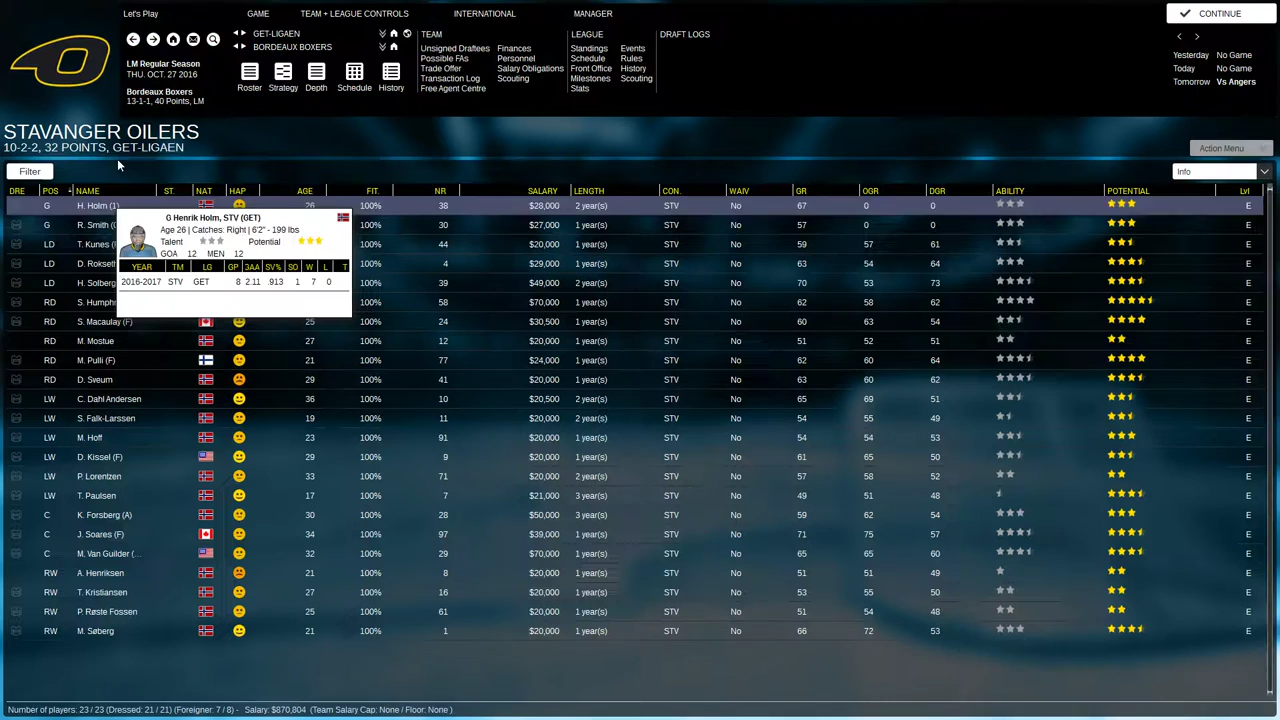 Let's Play
GAME
TEAM + LEAGUE CONTROLS
INTERNATIONAL
MANAGER
CONTINUE
GET-LIGAEN
BORDEAUX BOXERS
LM Regular Season
THU. OCT. 27 2016
Bordeaux Boxers
13-1-1, 40 Points, LM
Roster Strategy Depth Schedule History
TEAM
Unsigned Draftees Finances
Possible FAs Personnel
Trade Offer Salary Obligations
Transaction Log Scouting
Free Agent Centre
LEAGUE
Standings Events
Schedule Rules
Front Office History
Milestones Scouting
Stats
DRAFT LOGS
Yesterday No Game
Today No Game
Tomorrow Vs Angers
STAVANGER OILERS
10-2-2, 32 POINTS, GET-LIGAEN
Action Menu
Filter
Info
DRE POS NAME ST. NAT HAP AGE FIT. NR SALARY LENGTH CON. WAIV GR OGR DGR ABILITY POTENTIAL Lvl
G H. Holm (1) 26 100% 38 $28,000 2 year(s) STV No 67 0 0 E
G R. Smith 100% 30 $27,000 1 year(s) STV No 57 0 0 E
LD T. Kunes 100% 44 $20,000 1 year(s) STV No 59 57 61 E
LD D. Rokseth 100% 4 $29,000 1 year(s) STV No 63 54 64 E
LD H. Solberg 100% 39 $49,000 2 year(s) STV No 70 53 73 E
RD S. Humph 100% 58 $70,000 1 year(s) STV No 62 58 62 E
G Henrik Holm, STV (GET)
Age 26 | Catches: Right | 6'2" - 199 lbs
Talent Potential
GOA 12 MEN 12
YEAR TM LG GP GAA SV% SO W L T
2016-2017 STV GET 8 2.11 .913 1 7 0
RD S. Macaulay (F) 25 100% 24 $30,500 1 year(s) STV No 60 63 54 E
RD M. Mostue 27 100% 12 $20,000 1 year(s) STV No 51 52 51 E
RD M. Pulli (F) 21 100% 77 $24,000 1 year(s) STV No 62 60 64 E
RD D. Sveum 29 100% 41 $20,000 1 year(s) STV No 63 60 62 E
LW C. Dahl Andersen 36 100% 10 $20,500 2 year(s) STV No 65 69 51 E
LW S. Falk-Larssen 19 100% 11 $20,000 2 year(s) STV No 54 55 49 E
LW M. Hoff 23 100% 91 $20,000 1 year(s) STV No 54 54 53 E
LW D. Kissel (F) 29 100% 9 $20,000 1 year(s) STV No 61 65 50 E
LW P. Lorentzen 33 100% 71 $20,000 1 year(s) STV No 57 58 52 E
LW T. Paulsen 17 100% 7 $21,000 3 year(s) STV No 49 51 48 E
C K. Forsberg (A) 30 100% 28 $50,000 3 year(s) STV No 59 62 54 E
C J. Soares (F) 34 100% 97 $39,000 1 year(s) STV No 71 75 57 E
C M. Van Guilder (... 32 100% 29 $70,000 1 year(s) STV No 65 65 60 E
RW A. Henriksen 21 100% 8 $20,000 1 year(s) STV No 51 51 49 E
RW T. Kristiansen 27 100% 16 $20,000 1 year(s) STV No 53 55 50 E
RW P. Røste Fossen 25 100% 61 $20,000 1 year(s) STV No 51 54 48 E
RW M. Søberg 21 100% 1 $20,000 1 year(s) STV No 66 72 53 E
Number of players: 23 / 23 (Dressed: 21 / 21) (Foreigner: 7 / 8) - Salary: $870,804 (Team Salary Cap: None / Floor: None )